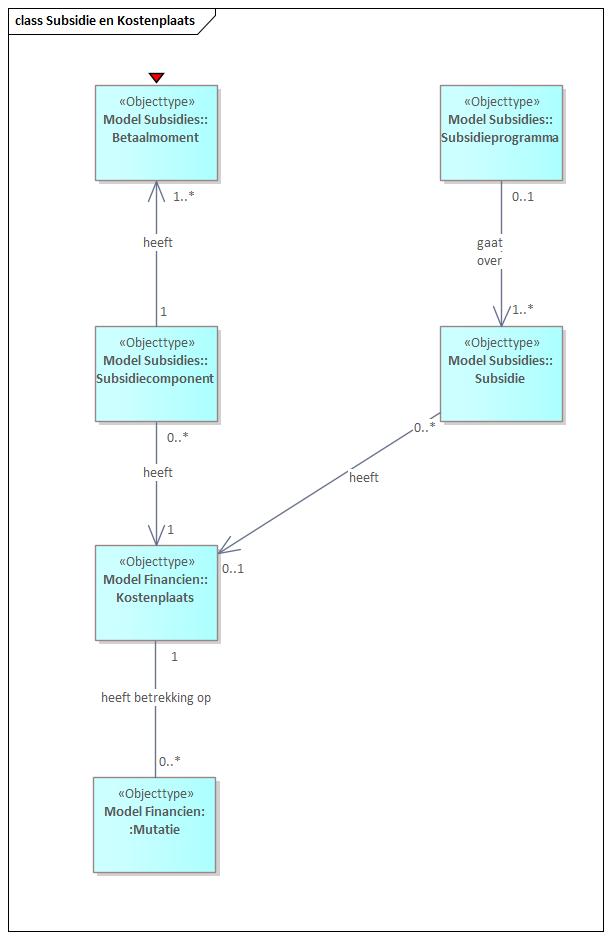 class Subsidie en Kostenplaats
«Objecttype»
Model Subsidies::
Betaalmoment
«Objecttype»
Model Subsidies::
Subsidieprogramma
1..*
0..1
heeft
gaat
over
1
1..*
«Objecttype»
Model Subsidies::
Subsidiecomponent
«Objecttype»
Model Subsidies::
Subsidie
0..*
0..*
heeft
heeft
1
0..1
«Objecttype»
Model Financien::
Kostenplaats
1
heeft betrekking op
0..*
«Objecttype»
Model Financien:
:Mutatie